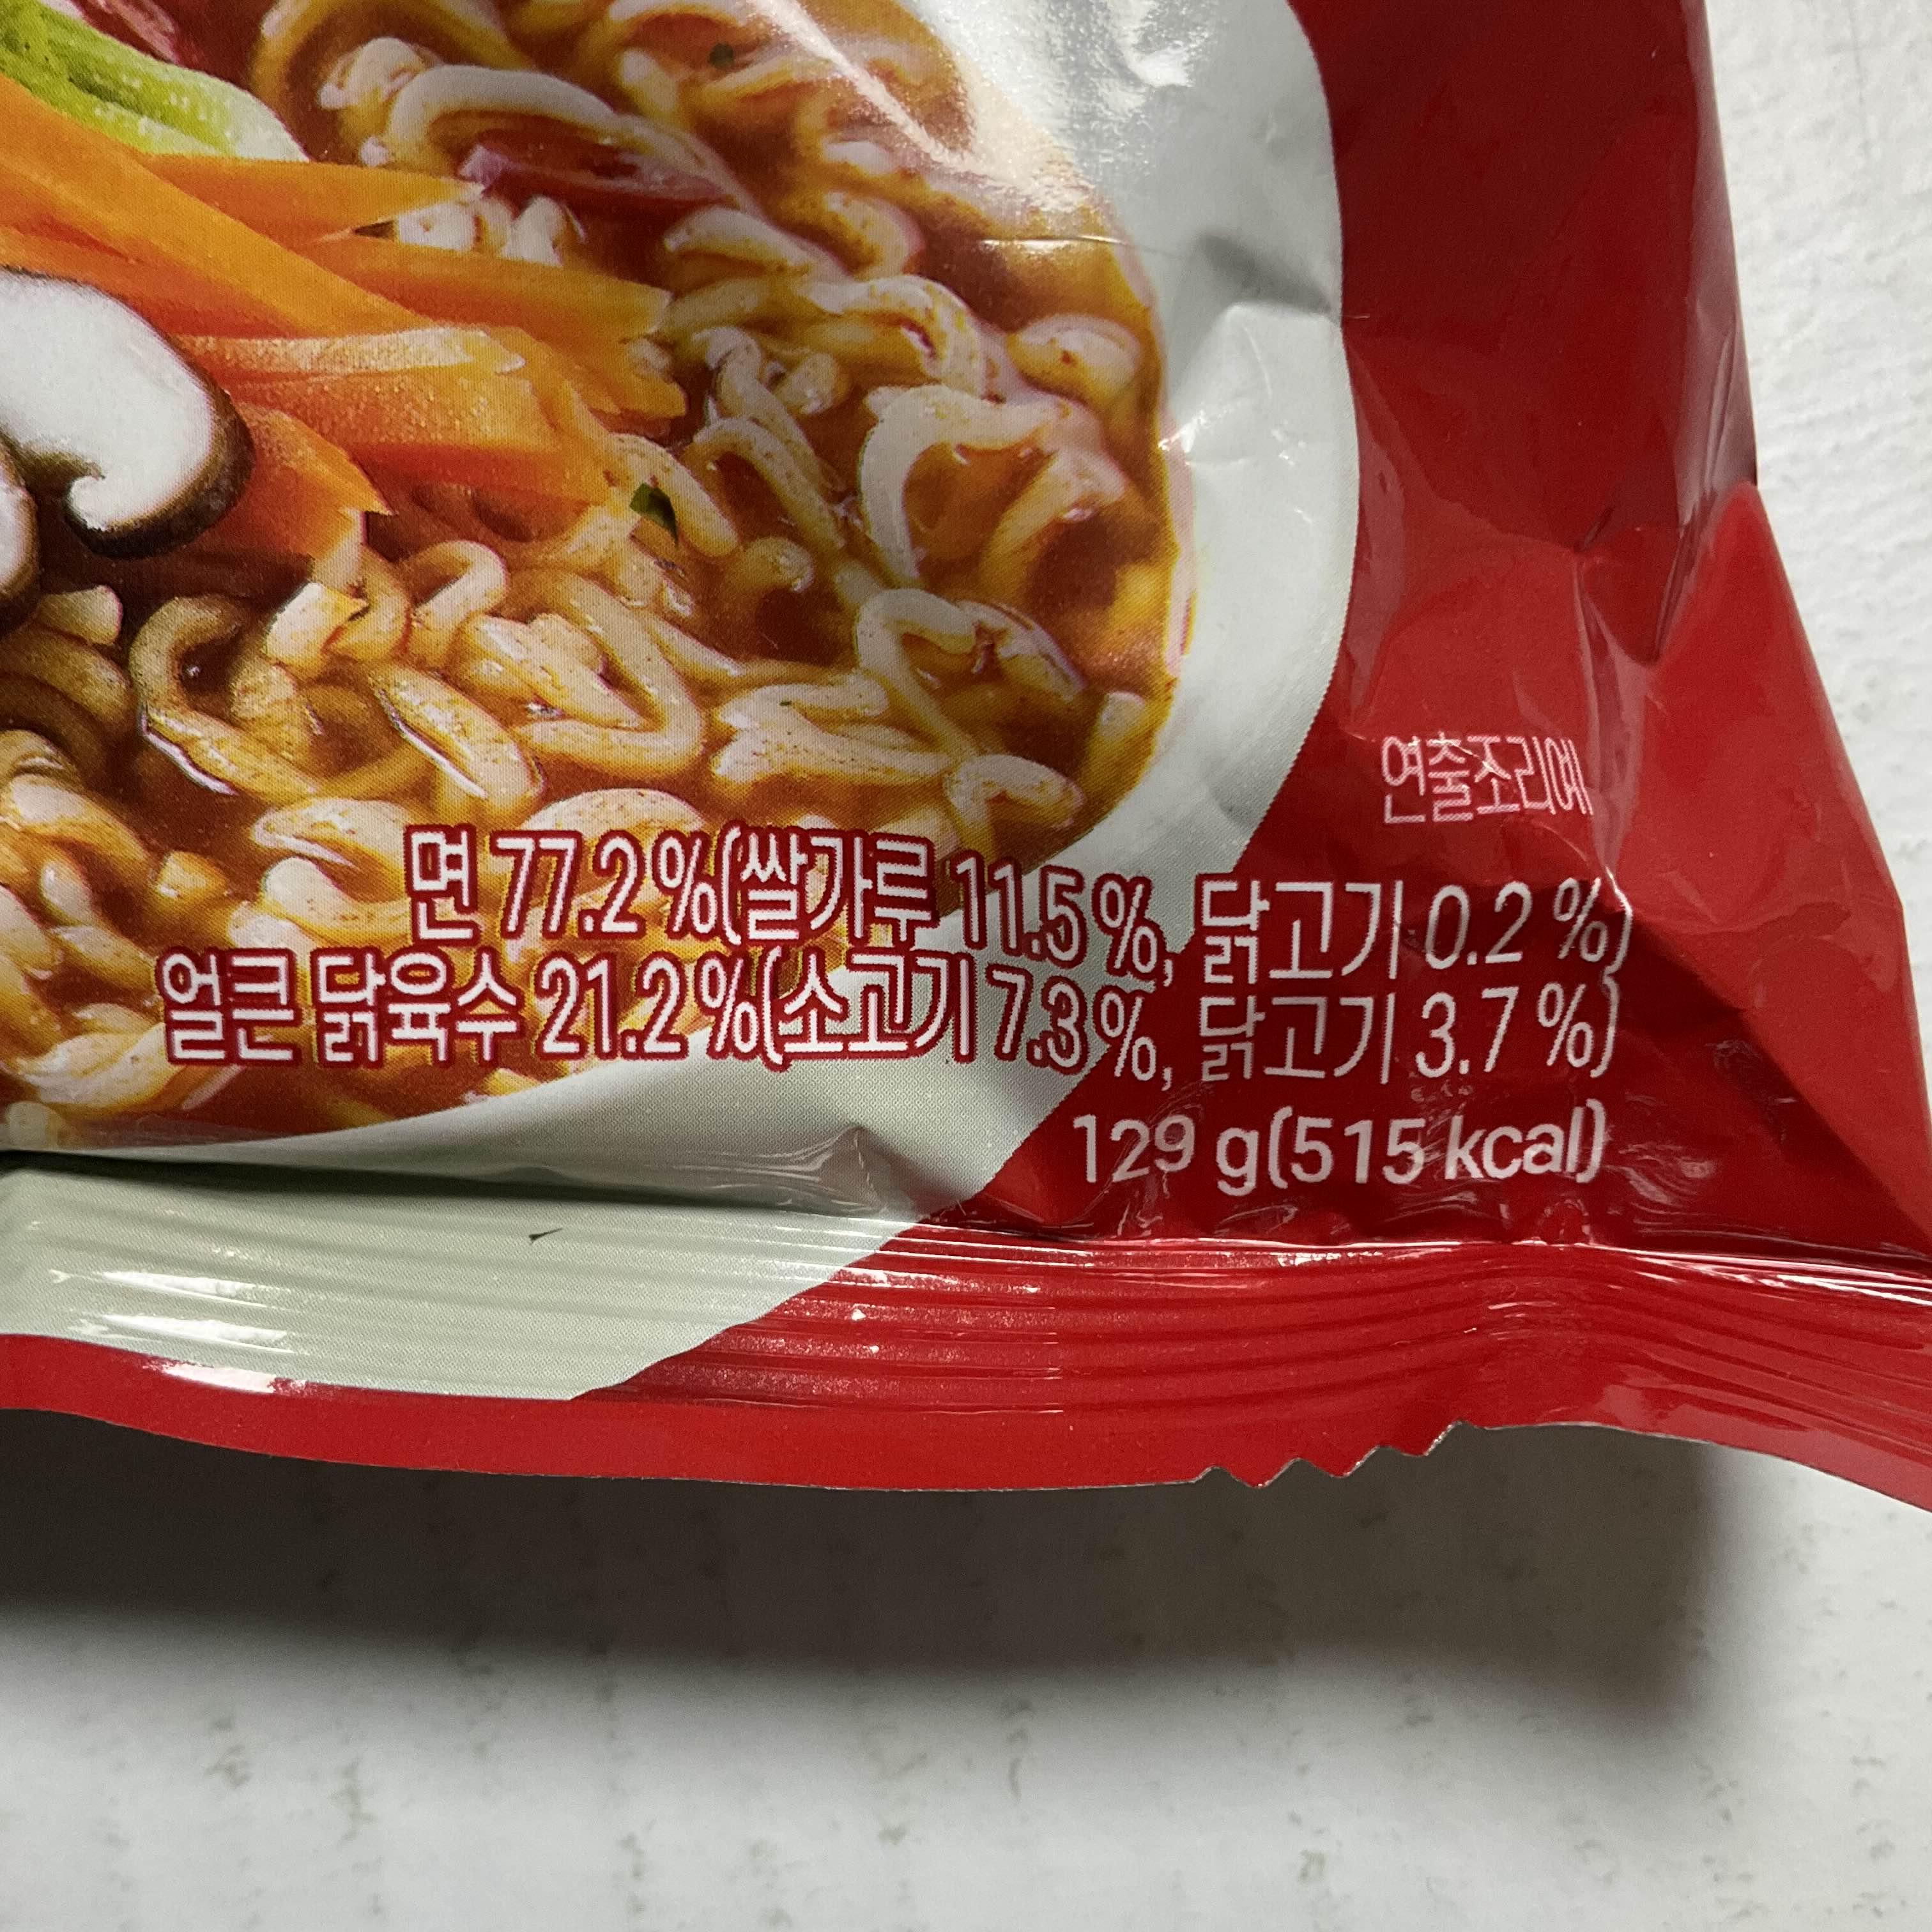 연출조리예
면 77.2 %(쌀가루 11.5 %, 닭고기 0.2 %)
얼큰 닭육수 21.2 %(소고기 7.3 %, 닭고기 3.7 %)
129 g(515 kcal)